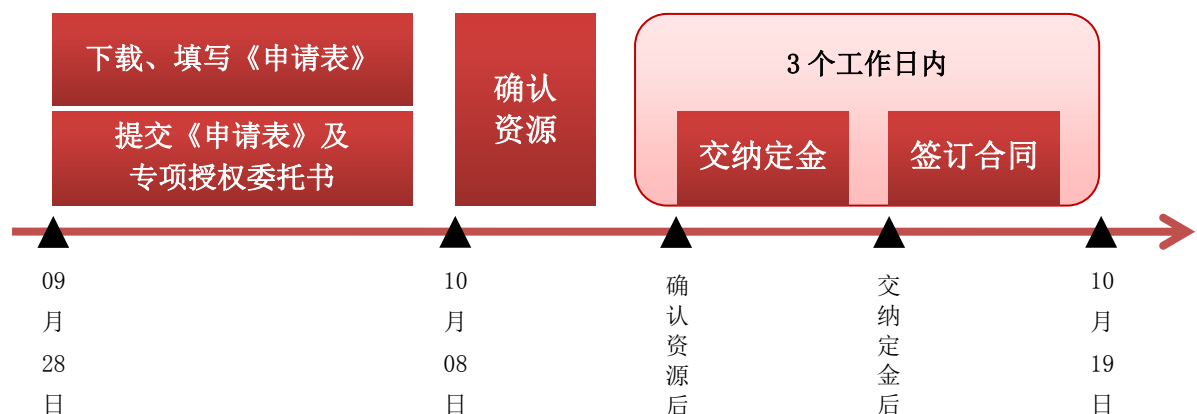 下载、填写《申请表》
提交《申请表》及
专项授权委托书
确认
资源
3个工作日内
交纳定金
签订合同
09
月
28
日
10
月
08
日
确
认
资
源
后
交
纳
定
金
后
10
月
19
日